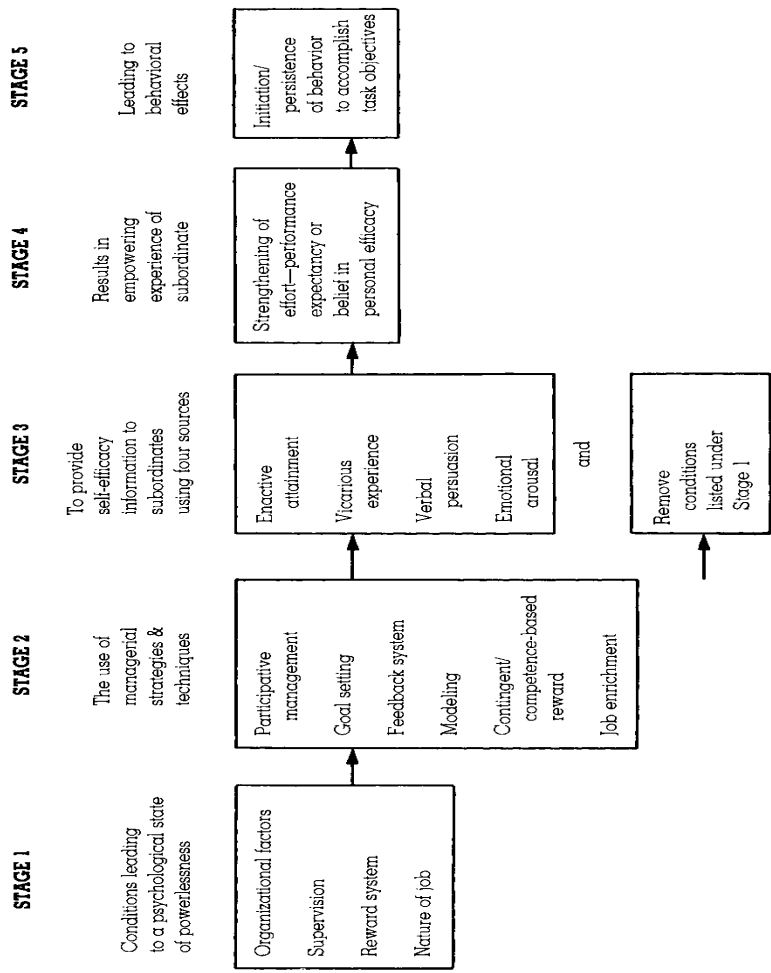 STAGE 1
Conditions leading
to a psychological state
of powerlessness
Organizational factors
Supervision
Reward system
Nature of job
STAGE 2
The use of
managerial
strategies &
techniques
Participative
management
Goal setting
Feedback system
Modeling
Contingent/
competence-based
reward
Job enrichment
STAGE 3
To provide
self-efficacy
information to
subordinates
using four sources
Enactive
attainment
Vicarious
experience
Verbal
persuasion
Emotional
arousal
and
Remove
conditions
listed under
Stage 1
STAGE 4
Results in
empowering
experience of
subordinate
Strengthening of
effort—performance
expectancy or
belief in
personal efficacy
STAGE 5
Leading to
behavioral
effects
Initiation/
persistence
of behavior
to accomplish
task objectives